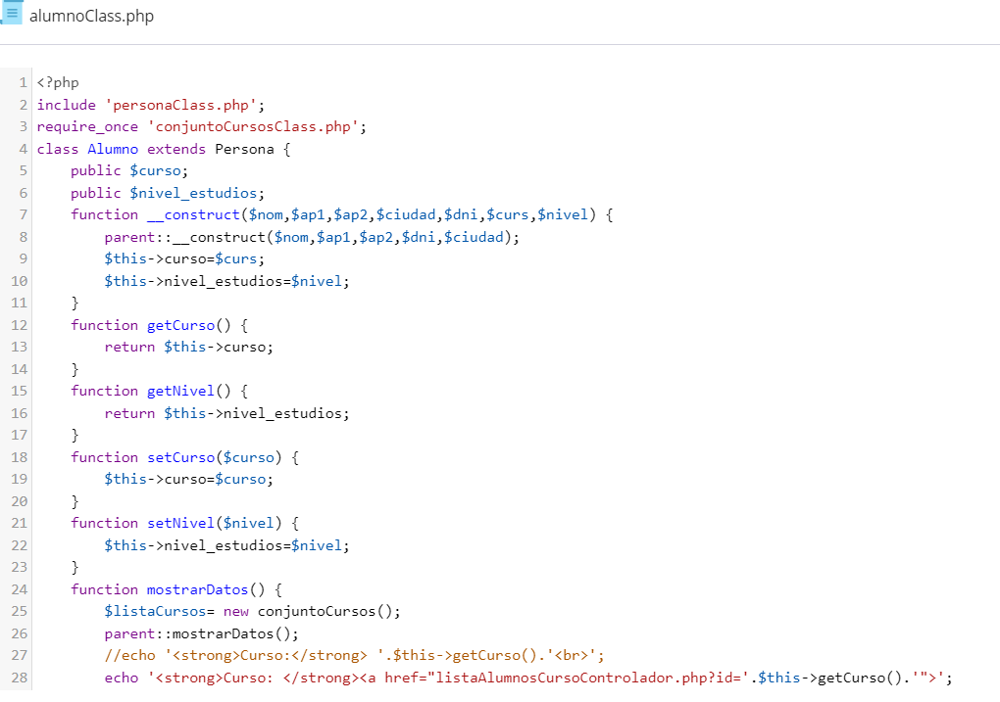 alumnoClass.php
1 <?php
2 include 'personaClass.php';
3 require_once 'conjuntoCursosClass.php';
4 class Alumno extends Persona {
5     public $curso;
6     public $nivel_estudios;
7     function __construct($nom,$ap1,$ap2,$ciudad,$dni,$curs,$nivel) {
8         parent::__construct($nom,$ap1,$ap2,$dni,$ciudad);
9         $this->curso=$curs;
10         $this->nivel_estudios=$nivel;
11     }
12     function getCurso() {
13         return $this->curso;
14     }
15     function getNivel() {
16         return $this->nivel_estudios;
17     }
18     function setCurso($curso) {
19         $this->curso=$curso;
20     }
21     function setNivel($nivel) {
22         $this->nivel_estudios=$nivel;
23     }
24     function mostrarDatos() {
25         $listaCursos= new conjuntoCursos();
26         parent::mostrarDatos();
27         //echo '<strong>Curso:</strong> '.$this->getCurso().'<br>';
28         echo '<strong>Curso: </strong><a href="listaAlumnosCursoControlador.php?id='.$this->getCurso().'">';